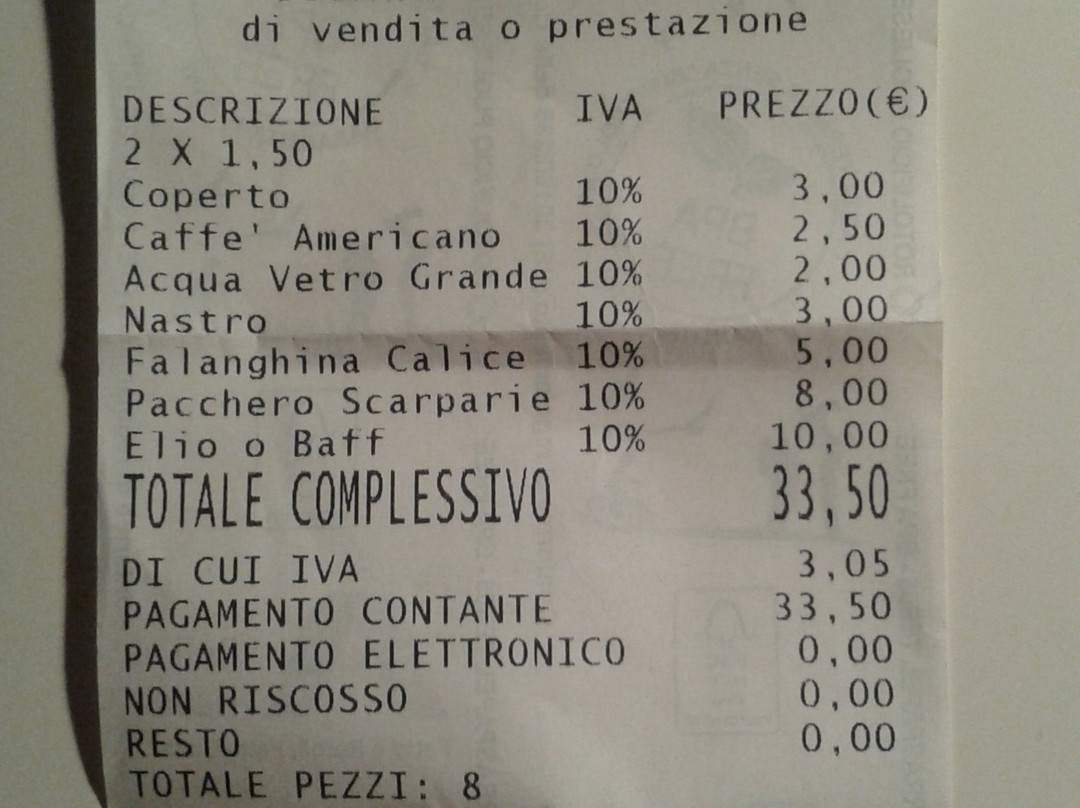 di vendita o prestazione
DESCRIZIONE IVA PREZZO(€)
2 X 1,50
Coperto 10% 3,00
Caffe' Americano 10% 2,50
Acqua Vetro Grande 10% 2,00
Nastro 10% 3,00
Falanghina Calice 10% 5,00
Pacchero Scarparie 10% 8,00
Elio o Baff 10% 10,00
TOTALE COMPLESSIVO 33,50
DI CUI IVA 3,05
PAGAMENTO CONTANTE 33,50
PAGAMENTO ELETTRONICO 0,00
NON RISCOSSO 0,00
RESTO 0,00
TOTALE PEZZI: 8